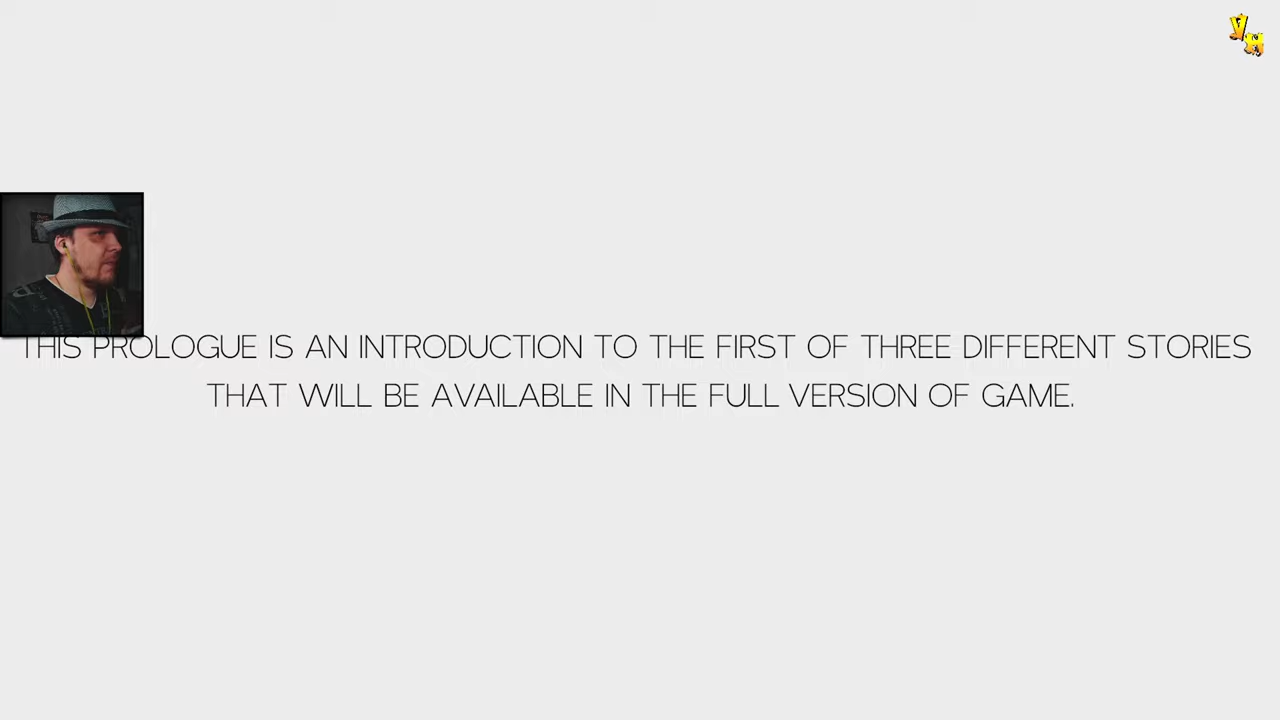 THIS PROLOGUE IS AN INTRODUCTION TO THE FIRST OF THREE DIFFERENT STORIES
THAT WILL BE AVAILABLE IN THE FULL VERSION OF GAME.